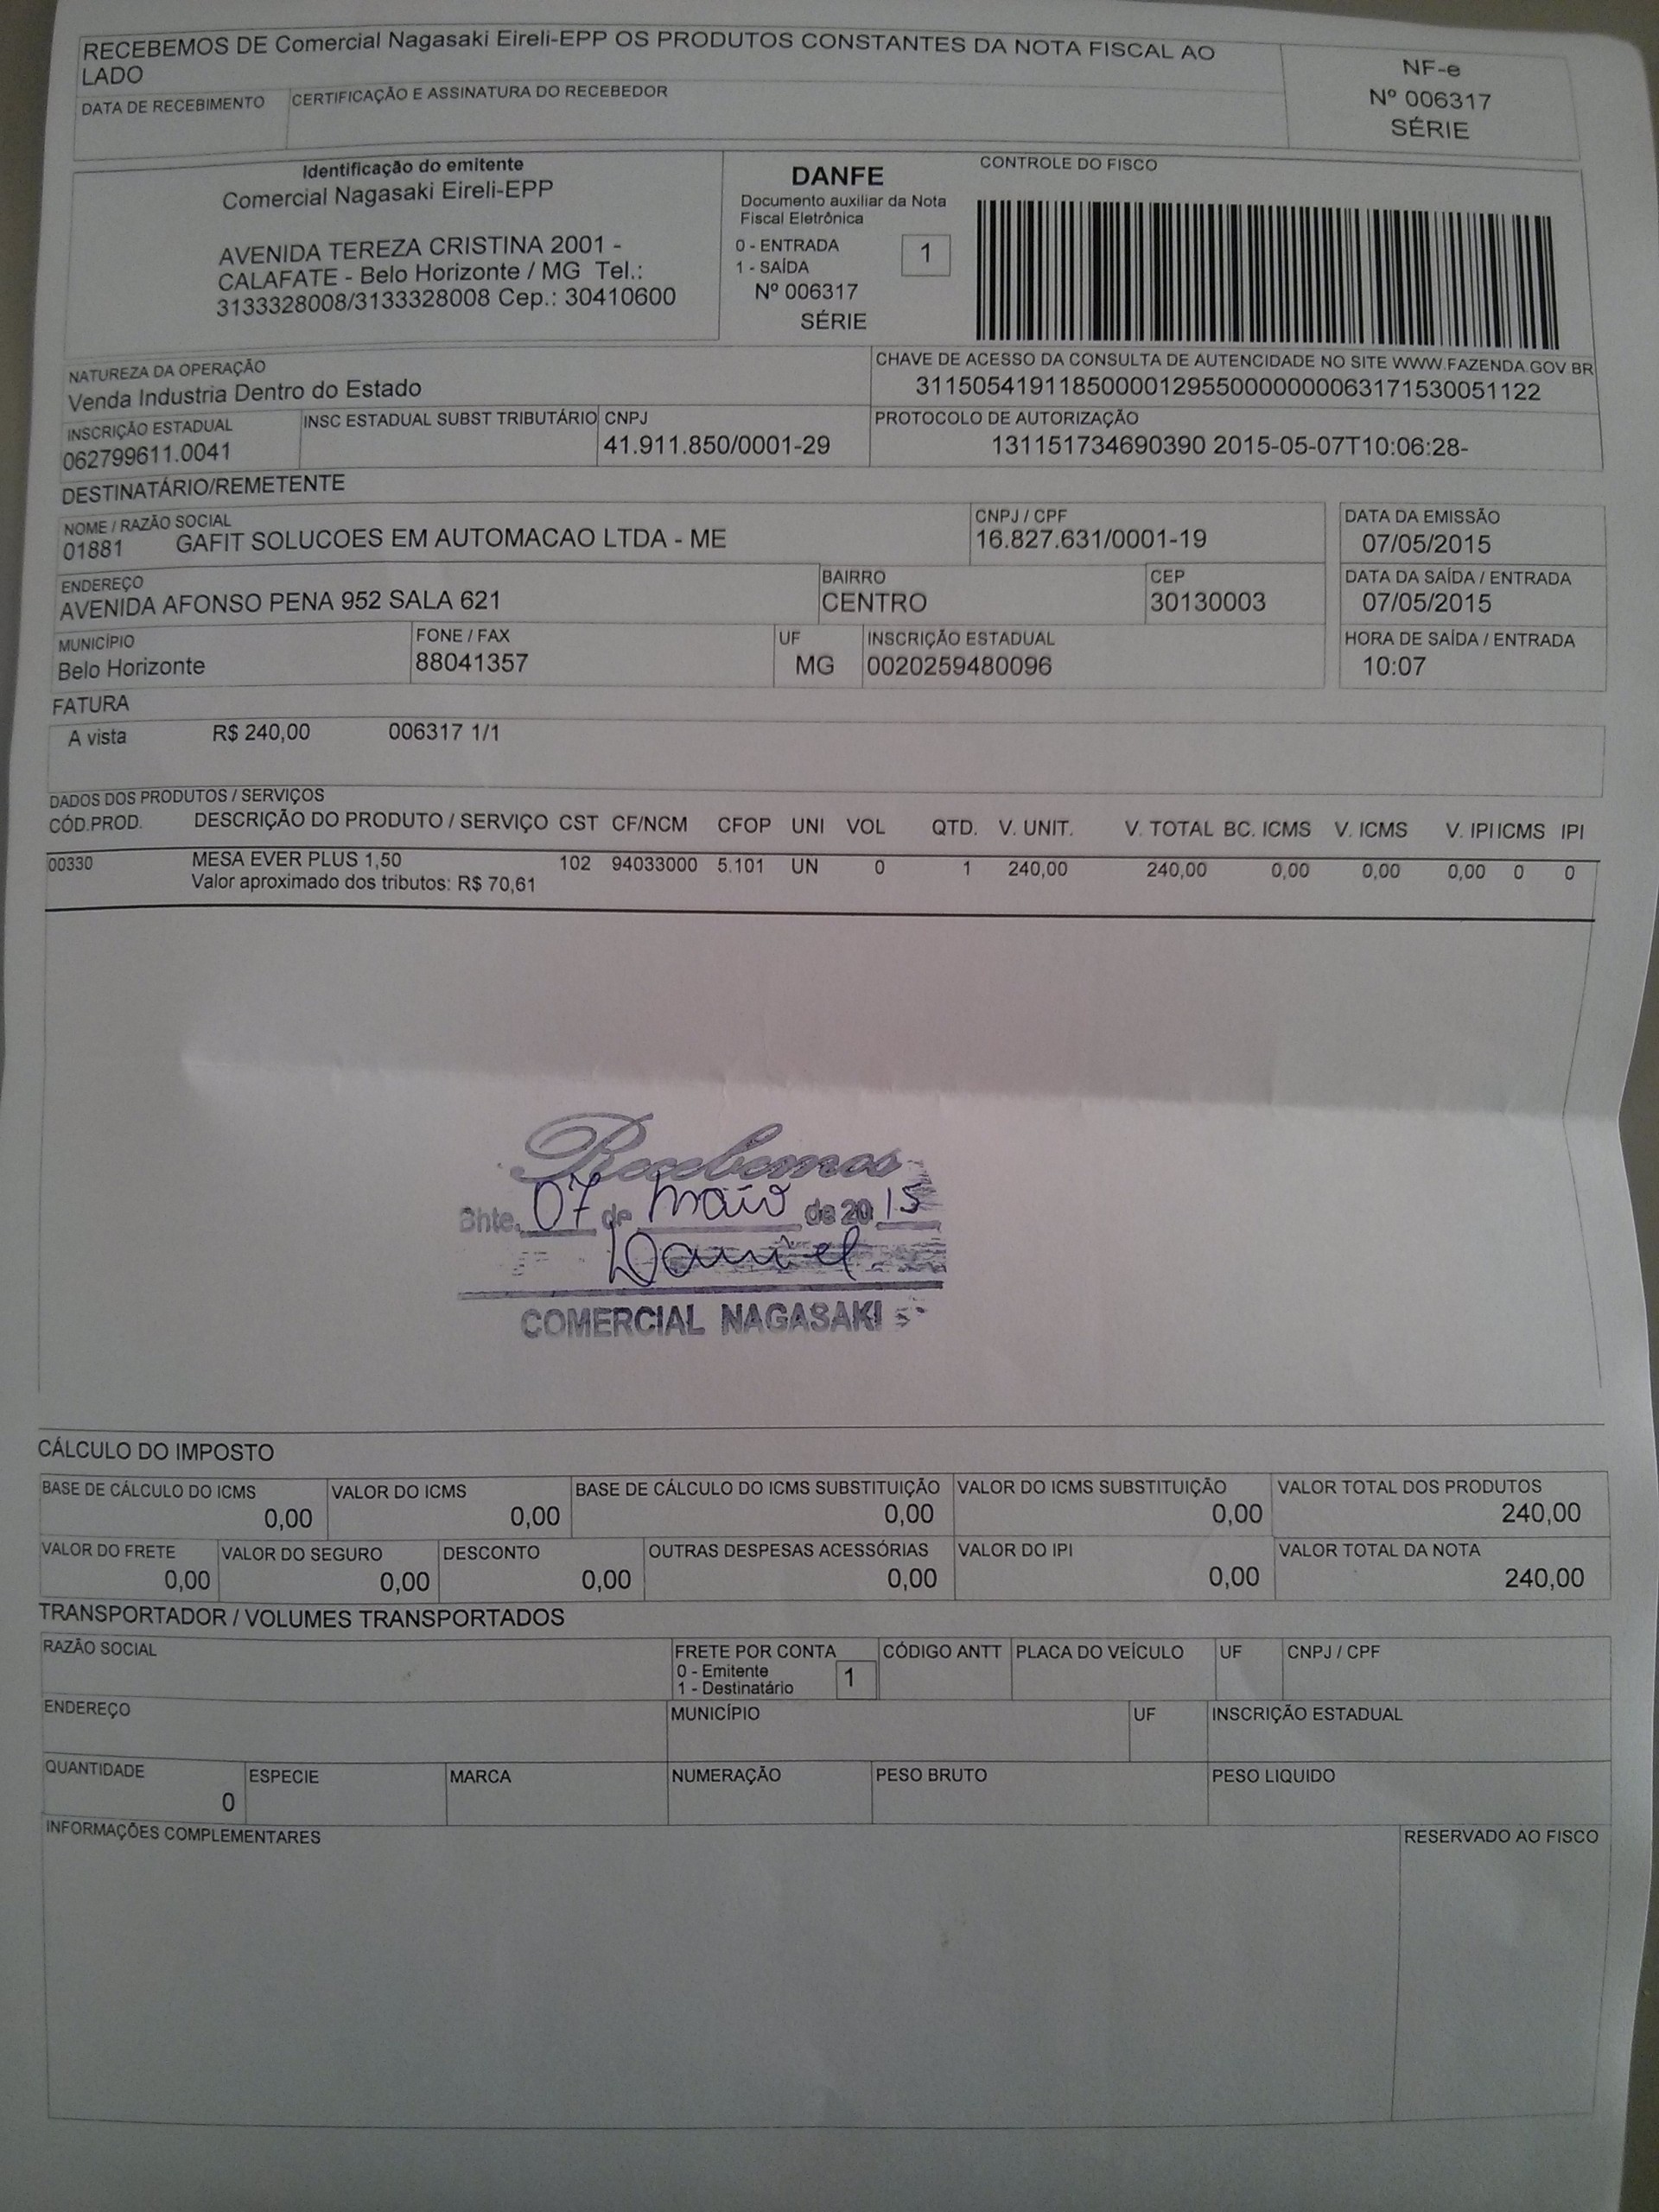 RECEBEMOS DE Comercial Nagasaki Eireli-EPP OS PRODUTOS CONSTANTES DA NOTA FISCAL AO
LADO
DATA DE RECEBIMENTO CERTIFICAÇÃO E ASSINATURA DO RECEBEDOR
NF-e
Nº 006317
SÉRIE
Identificação do emitente
Comercial Nagasaki Eireli-EPP
AVENIDA TEREZA CRISTINA 2001 -
CALAFATE - Belo Horizonte / MG Tel.:
3133328008/3133328008 Cep.: 30410600
DANFE
Documento auxiliar da Nota
Fiscal Eletrônica
0 - ENTRADA
1 - SAÍDA
1
Nº 006317
SÉRIE
CONTROLE DO FISCO
NATUREZA DA OPERAÇÃO
Venda Industria Dentro do Estado
CHAVE DE ACESSO DA CONSULTA DE AUTENCIDADE NO SITE WWW.FAZENDA.GOV.BR
31150541911850000129550000000063171530051122
INSCRIÇÃO ESTADUAL INSC ESTADUAL SUBST TRIBUTÁRIO CNPJ PROTOCOLO DE AUTORIZAÇÃO
062799611.0041 41.911.850/0001-29 131151734690390 2015-05-07T10:06:28-
DESTINATÁRIO/REMETENTE
NOME / RAZÃO SOCIAL CNPJ / CPF DATA DA EMISSÃO
01881 GAFIT SOLUCOES EM AUTOMACAO LTDA - ME 16.827.631/0001-19 07/05/2015
ENDEREÇO BAIRRO CEP DATA DA SAÍDA / ENTRADA
AVENIDA AFONSO PENA 952 SALA 621 CENTRO 30130003 07/05/2015
MUNICÍPIO FONE / FAX UF INSCRIÇÃO ESTADUAL HORA DE SAÍDA / ENTRADA
Belo Horizonte 88041357 MG 0020259480096 10:07
FATURA
A vista R$ 240,00 006317 1/1
DADOS DOS PRODUTOS / SERVIÇOS
CÓD.PROD. DESCRIÇÃO DO PRODUTO / SERVIÇO CST CF/NCM CFOP UNI VOL QTD. V. UNIT. V. TOTAL BC. ICMS V. ICMS V. IPI ICMS IPI
00330 MESA EVER PLUS 1,50 102 94033000 5.101 UN 0 1 240,00 240,00 0,00 0,00 0,00 0 0
Valor aproximado dos tributos: R$ 70,61
Recebemos
Bhte. 07 de maio de 2015
Daniel
COMERCIAL NAGASAKI
CÁLCULO DO IMPOSTO
BASE DE CÁLCULO DO ICMS VALOR DO ICMS BASE DE CÁLCULO DO ICMS SUBSTITUIÇÃO VALOR DO ICMS SUBSTITUIÇÃO VALOR TOTAL DOS PRODUTOS
0,00 0,00 0,00 0,00 240,00
VALOR DO FRETE VALOR DO SEGURO DESCONTO OUTRAS DESPESAS ACESSÓRIAS VALOR DO IPI VALOR TOTAL DA NOTA
0,00 0,00 0,00 0,00 0,00 240,00
TRANSPORTADOR / VOLUMES TRANSPORTADOS
RAZÃO SOCIAL FRETE POR CONTA CÓDIGO ANTT PLACA DO VEÍCULO UF CNPJ / CPF
0 - Emitente
1 - Destinatário 1
ENDEREÇO MUNICÍPIO UF INSCRIÇÃO ESTADUAL
QUANTIDADE ESPECIE MARCA NUMERAÇÃO PESO BRUTO PESO LIQUIDO
0
INFORMAÇÕES COMPLEMENTARES RESERVADO AO FISCO